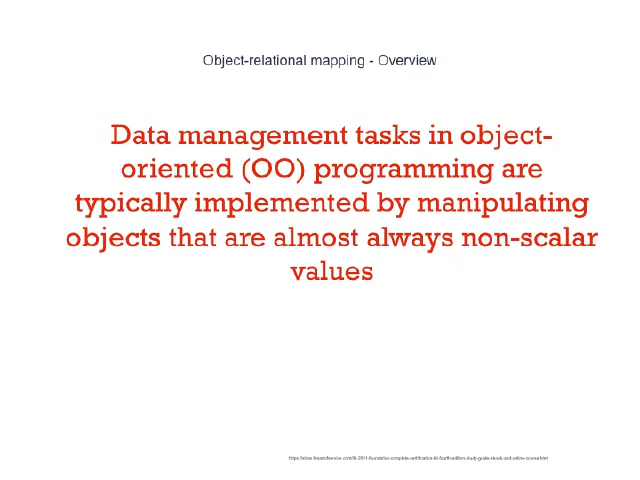 Object-relational mapping - Overview
Data management tasks in object-
oriented (OO) programming are
typically implemented by manipulating
objects that are almost always non-scalar
values